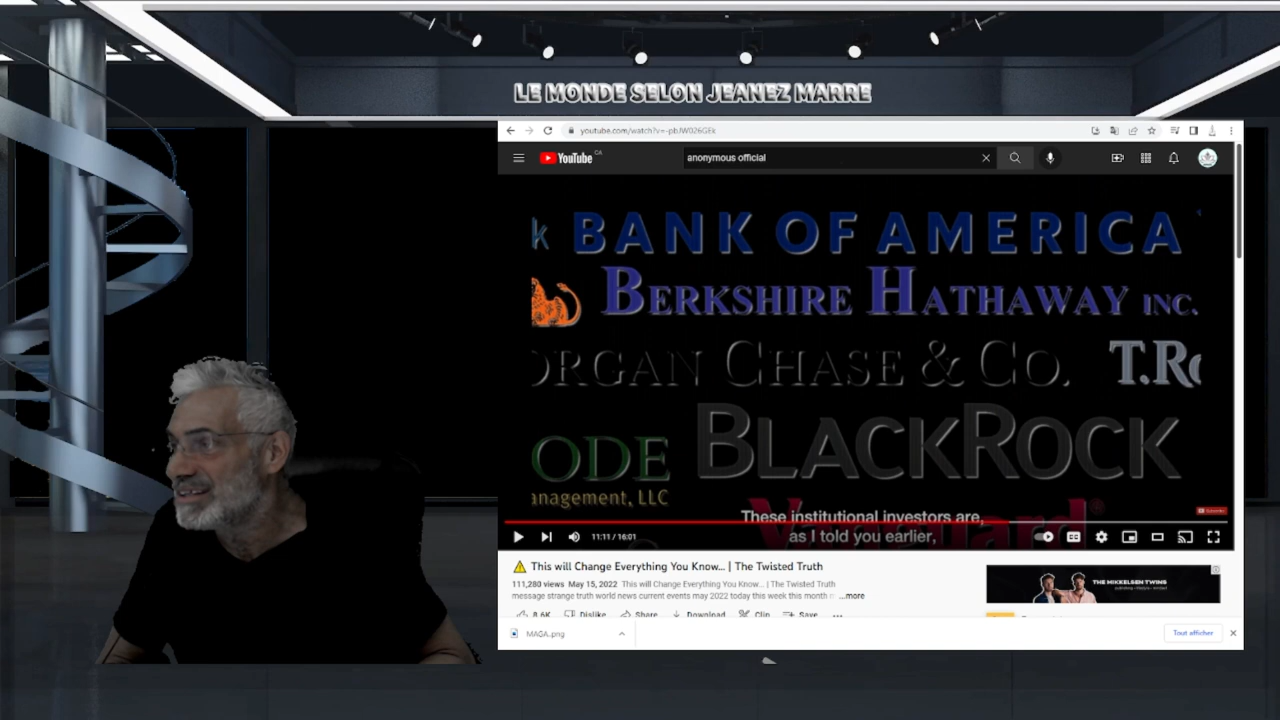 LE MONDE SELON JEANEZ MARRE
youtube.com/watch?v=-pbJW026GEk
YouTube CA
anonymous official
k BANK OF AMERICA
BERKSHIRE HATHAWAY INC.
ORGAN CHASE & CO. T.Ro
ODE BLACKROCK
anagement, LLC
Vanguard
These institutional investors are,
as I told you earlier,
11:11 / 16:01
This will Change Everything You Know... | The Twisted Truth
111,280 views May 15, 2022 This will Change Everything You Know... | The Twisted Truth
message strange truth world news current events may 2022 today this week this month n ...more
THE MIKKELSEN TWINS
8.6K Dislike Share Download Clip Save
MAGA.png
Tout afficher